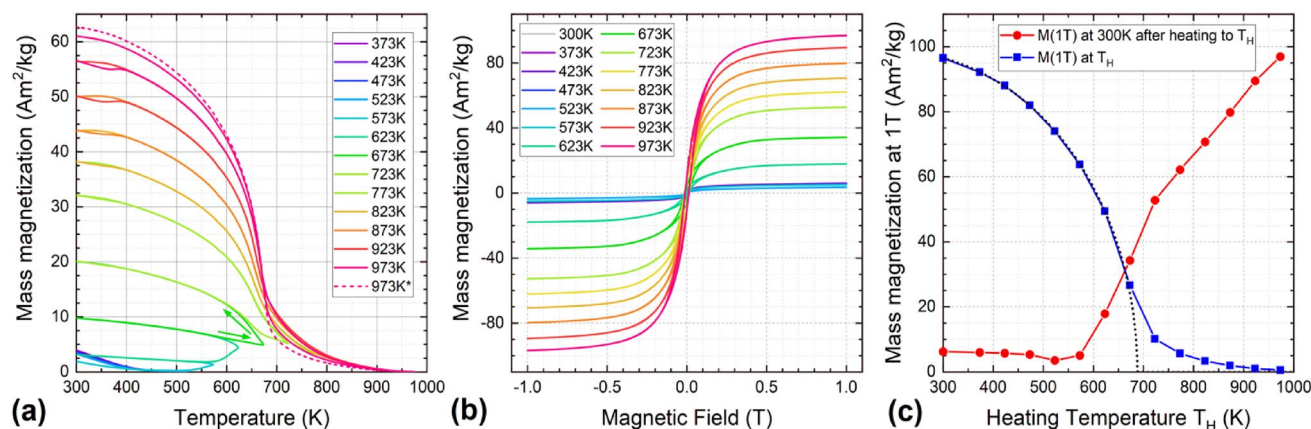 Mass magnetization (Am²/kg)
60
50
40
30
20
10
0
373K
423K
473K
523K
573K
623K
673K
723K
773K
823K
873K
923K
973K
973K*
300 400 500 600 700 800 900 1000
(a) Temperature (K)
Mass magnetization (Am²/kg)
80
40
0
-40
-80
300K 673K
373K 723K
423K 773K
473K 823K
523K 873K
573K 923K
623K 973K
-1.0 -0.5 0.0 0.5 1.0
(b) Magnetic Field (T)
Mass magnetization at 1T (Am²/kg)
100
80
60
40
20
0
M(1T) at 300K after heating to T_H
M(1T) at T_H
300 400 500 600 700 800 900 1000
(c) Heating Temperature T_H (K)